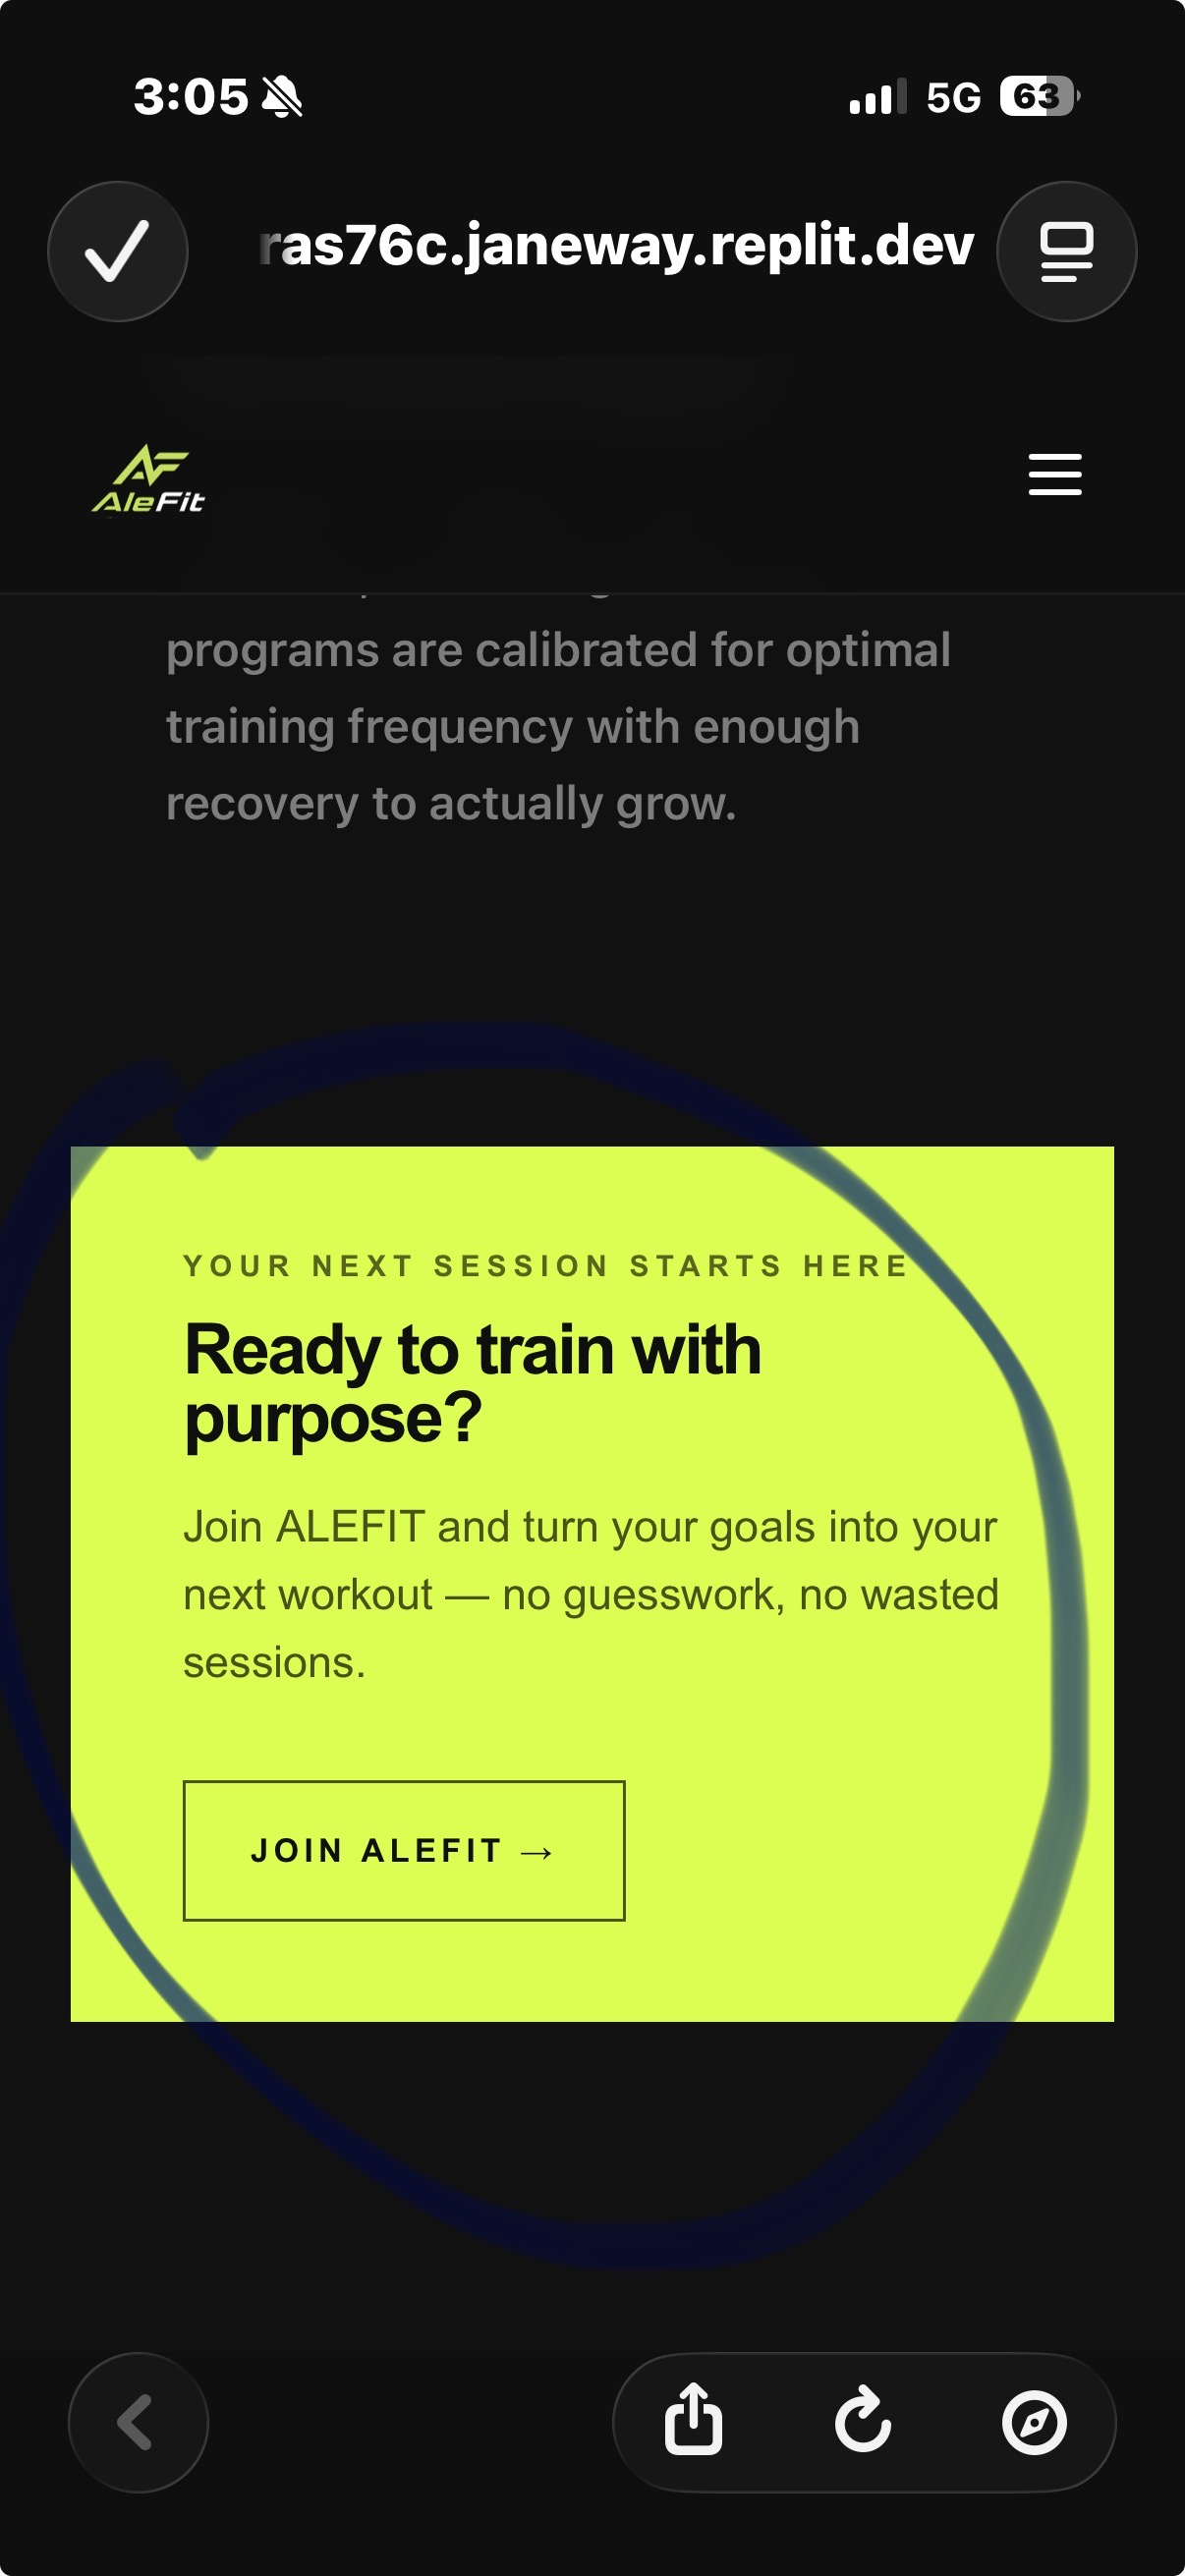 3:05
5G 63
ras76c.janeway.replit.dev
AF
AleFit
programs are calibrated for optimal
training frequency with enough
recovery to actually grow.
YOUR NEXT SESSION STARTS HERE
Ready to train with
purpose?
Join ALEFIT and turn your goals into your
next workout — no guesswork, no wasted
sessions.
JOIN ALEFIT →